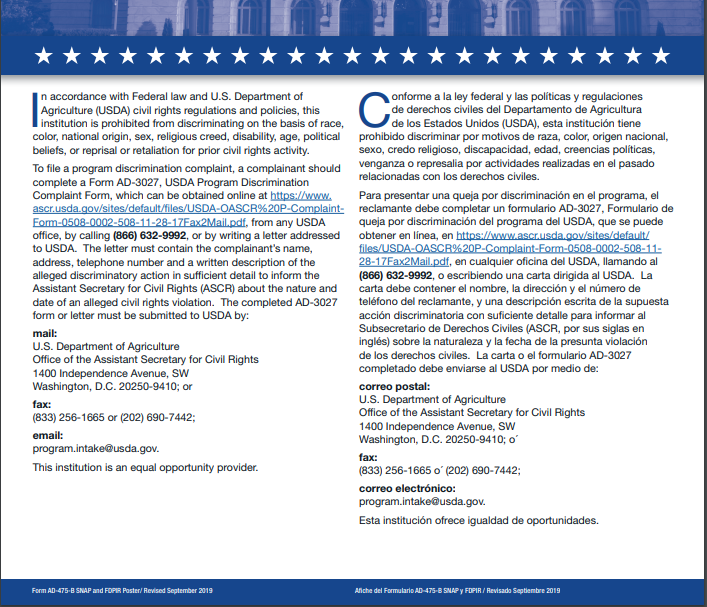 In accordance with Federal law and U.S. Department of
Agriculture (USDA) civil rights regulations and policies, this
institution is prohibited from discriminating on the basis of race,
color, national origin, sex, religious creed, disability, age, political
beliefs, or reprisal or retaliation for prior civil rights activity.
To file a program discrimination complaint, a complainant should
complete a Form AD-3027, USDA Program Discrimination
Complaint Form, which can be obtained online at https://www.
ascr.usda.gov/sites/default/files/USDA-OASCR%20P-Complaint-
Form-0508-0002-508-11-28-17Fax2Mail.pdf, from any USDA
office, by calling (866) 632-9992, or by writing a letter addressed
to USDA. The letter must contain the complainant's name,
address, telephone number and a written description of the
alleged discriminatory action in sufficient detail to inform the
Assistant Secretary for Civil Rights (ASCR) about the nature and
date of an alleged civil rights violation. The completed AD-3027
form or letter must be submitted to USDA by:
mail:
U.S. Department of Agriculture
Office of the Assistant Secretary for Civil Rights
1400 Independence Avenue, SW
Washington, D.C. 20250-9410; or
fax:
(833) 256-1665 or (202) 690-7442;
email:
program.intake@usda.gov.
This institution is an equal opportunity provider.
Conforme a la ley federal y las políticas y regulaciones
de derechos civiles del Departamento de Agricultura
de los Estados Unidos (USDA), esta institución tiene
prohibido discriminar por motivos de raza, color, origen nacional,
sexo, credo religioso, discapacidad, edad, creencias políticas,
venganza o represalia por actividades realizadas en el pasado
relacionadas con los derechos civiles.
Para presentar una queja por discriminación en el programa, el
reclamante debe completar un formulario AD-3027, Formulario de
queja por discriminación del programa del USDA, que se puede
obtener en línea, en https://www.ascr.usda.gov/sites/default/
files/USDA-OASCR%20P-Complaint-Form-0508-0002-508-11-
28-17Fax2Mail.pdf, en cualquier oficina del USDA, llamando al
(866) 632-9992, o escribiendo una carta dirigida al USDA. La
carta debe contener el nombre, la dirección y el número de
teléfono del reclamante, y una descripción escrita de la supuesta
acción discriminatoria con suficiente detalle para informar al
Subsecretario de Derechos Civiles (ASCR, por sus siglas en
inglés) sobre la naturaleza y la fecha de la presunta violación
de los derechos civiles. La carta o el formulario AD-3027
completado debe enviarse al USDA por medio de:
correo postal:
U.S. Department of Agriculture
Office of the Assistant Secretary for Civil Rights
1400 Independence Avenue, SW
Washington, D.C. 20250-9410; o´
fax:
(833) 256-1665 o´ (202) 690-7442;
correo electrónico:
program.intake@usda.gov.
Esta institución ofrece igualdad de oportunidades.
Form AD-475-B SNAP and FDPIR Poster/ Revised September 2019
Afiche del Formulario AD-475-B SNAP y FDPIR / Revisado Septiembre 2019